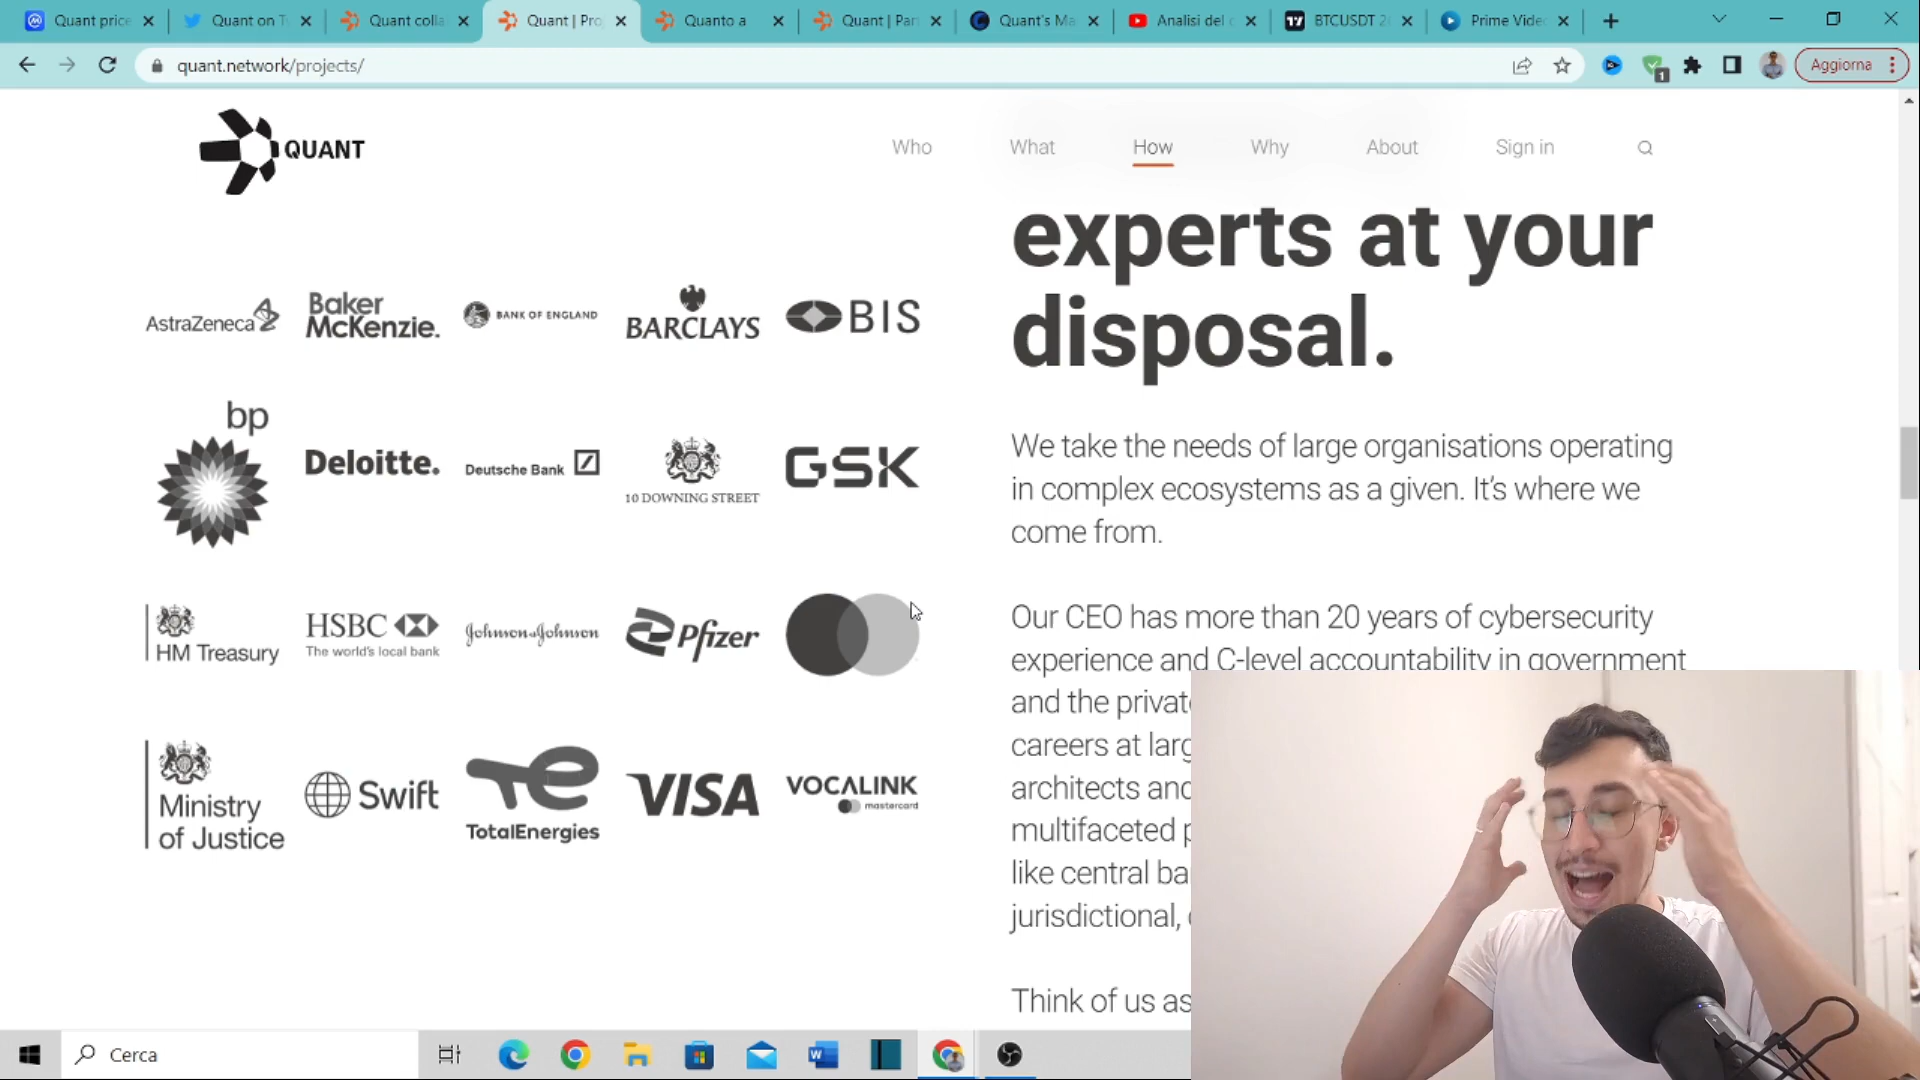 Quant price
Quant on T
Quant colla
Quant | Pro
Quanto a
Quant | Par
Quant's Ma
Analisi del c
BTCUSDT 2
Prime Vide
quant.network/projects/
1
Aggiorna
QUANT
Who
What
How
Why
About
Sign in
AstraZeneca
Baker
McKenzie.
BANK OF ENGLAND
BARCLAYS
BIS
bp
Deloitte.
Deutsche Bank
10 DOWNING STREET
GSK
HM Treasury
HSBC
The world's local bank
Johnson & Johnson
Pfizer
Ministry
of Justice
Swift
TotalEnergies
VISA
VOCALINK
mastercard
experts at your
disposal.
We take the needs of large organisations operating
in complex ecosystems as a given. It's where we
come from.
Our CEO has more than 20 years of cybersecurity
experience and C-level accountability in government
and the privat
careers at larg
architects and
multifaceted p
like central ba
jurisdictional,
Think of us as
Cerca